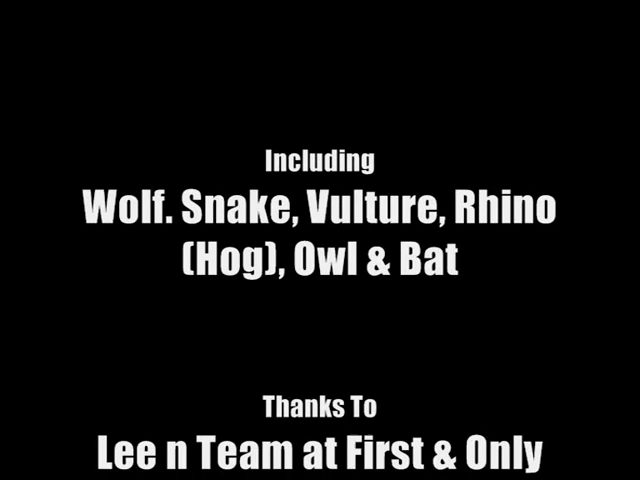 Including
Wolf. Snake, Vulture, Rhino
(Hog), Owl & Bat
Thanks To
Lee n Team at First & Only